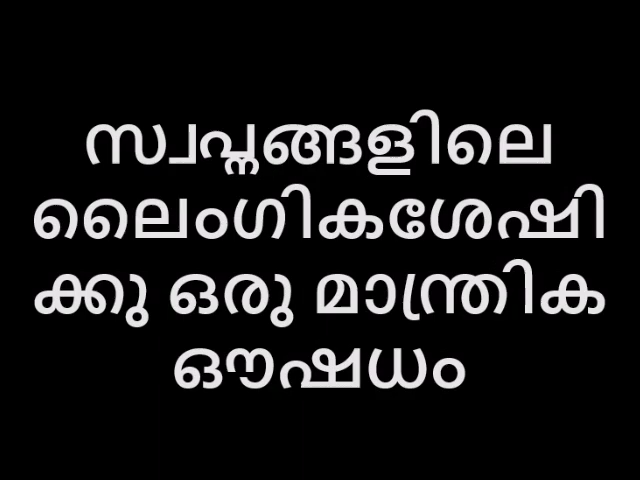 സ്വപ്നങ്ങളിലെ
ലൈംഗികശേഷി
ക്കു ഒരു മാന്ത്രിക
ഔഷധം